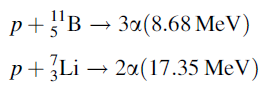 p + ¹¹₅B → 3α(8.68 MeV)
p + ⁷₃Li → 2α(17.35 MeV)